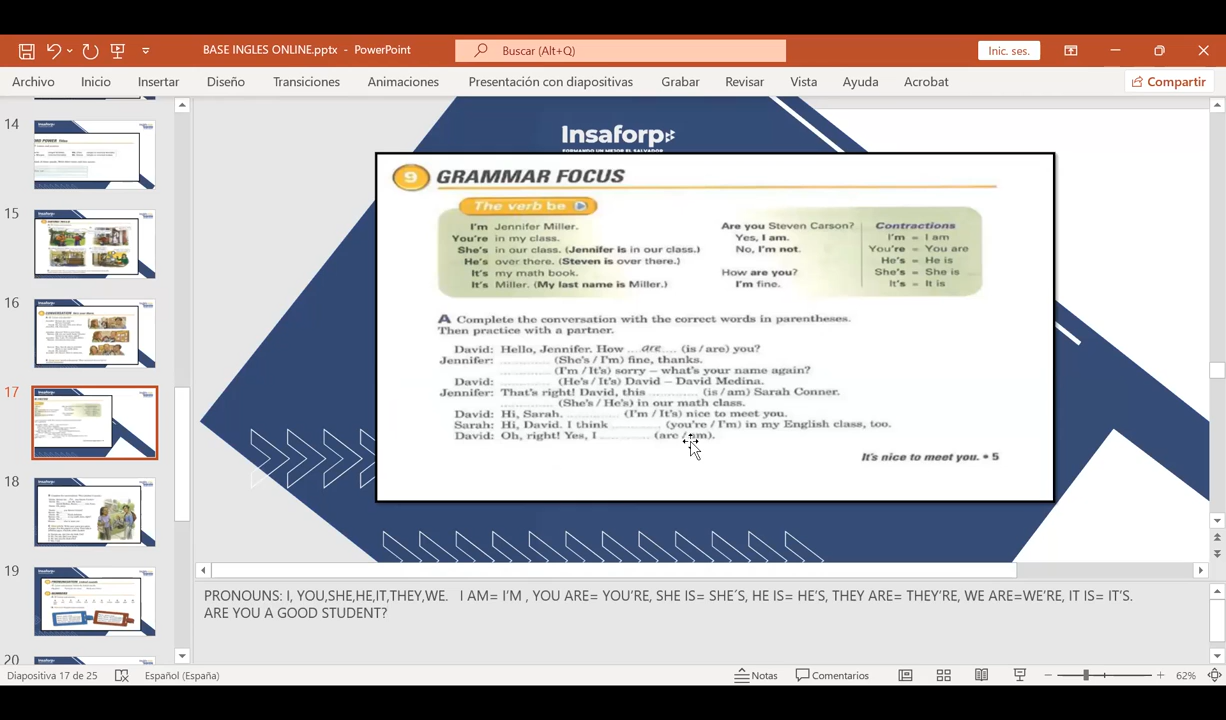 BASE INGLES ONLINE.pptx - PowerPoint
Buscar (Alt+Q)
Inic. ses.
Archivo
Inicio
Insertar
Diseño
Transiciones
Animaciones
Presentación con diapositivas
Grabar
Revisar
Vista
Ayuda
Acrobat
Compartir
14
15
16
17
18
19
20
Insaforp
9 GRAMMAR FOCUS
The verb be
I'm Jennifer Miller.
You're in my class.
She's in our class. (Jennifer is in our class.)
He's over there. (Steven is over there.)
It's my math book.
It's Miller. (My last name is Miller.)
Are you Steven Carson?
Yes, I am.
No, I'm not.
How are you?
I'm fine.
Contractions
I'm = I am
You're = You are
He's = He is
She's = She is
It's = It is
A Complete the conversation with the correct words in parentheses.
Then practice with a partner.
David: Hello, Jennifer. How ...are... (is / are) you?
Jennifer: .......... (She's / I'm) fine, thanks.
.......... (I'm / It's) sorry – what's your name again?
David: .......... (He's / It's) David – David Medina.
Jennifer: That's right! David, this .......... (is / am) Sarah Conner.
.......... (She's / He's) in our math class.
David: Hi, Sarah. .......... (I'm / It's) nice to meet you.
Sarah: Hi, David. I think .......... (you're / I'm) in my English class, too.
David: Oh, right! Yes, I .......... (are / am).
It's nice to meet you. • 5
PRONOUNS: I, YOU,SHE,HE,IT,THEY,WE. I AM= I'M , YOU ARE= YOU'RE, SHE IS= SHE´S, HE IS= HE'S, THEY ARE= THEY'RE, WE ARE=WE'RE, IT IS= IT'S.
ARE YOU A GOOD STUDENT?
Diapositiva 17 de 25
Español (España)
Notas
Comentarios
62%